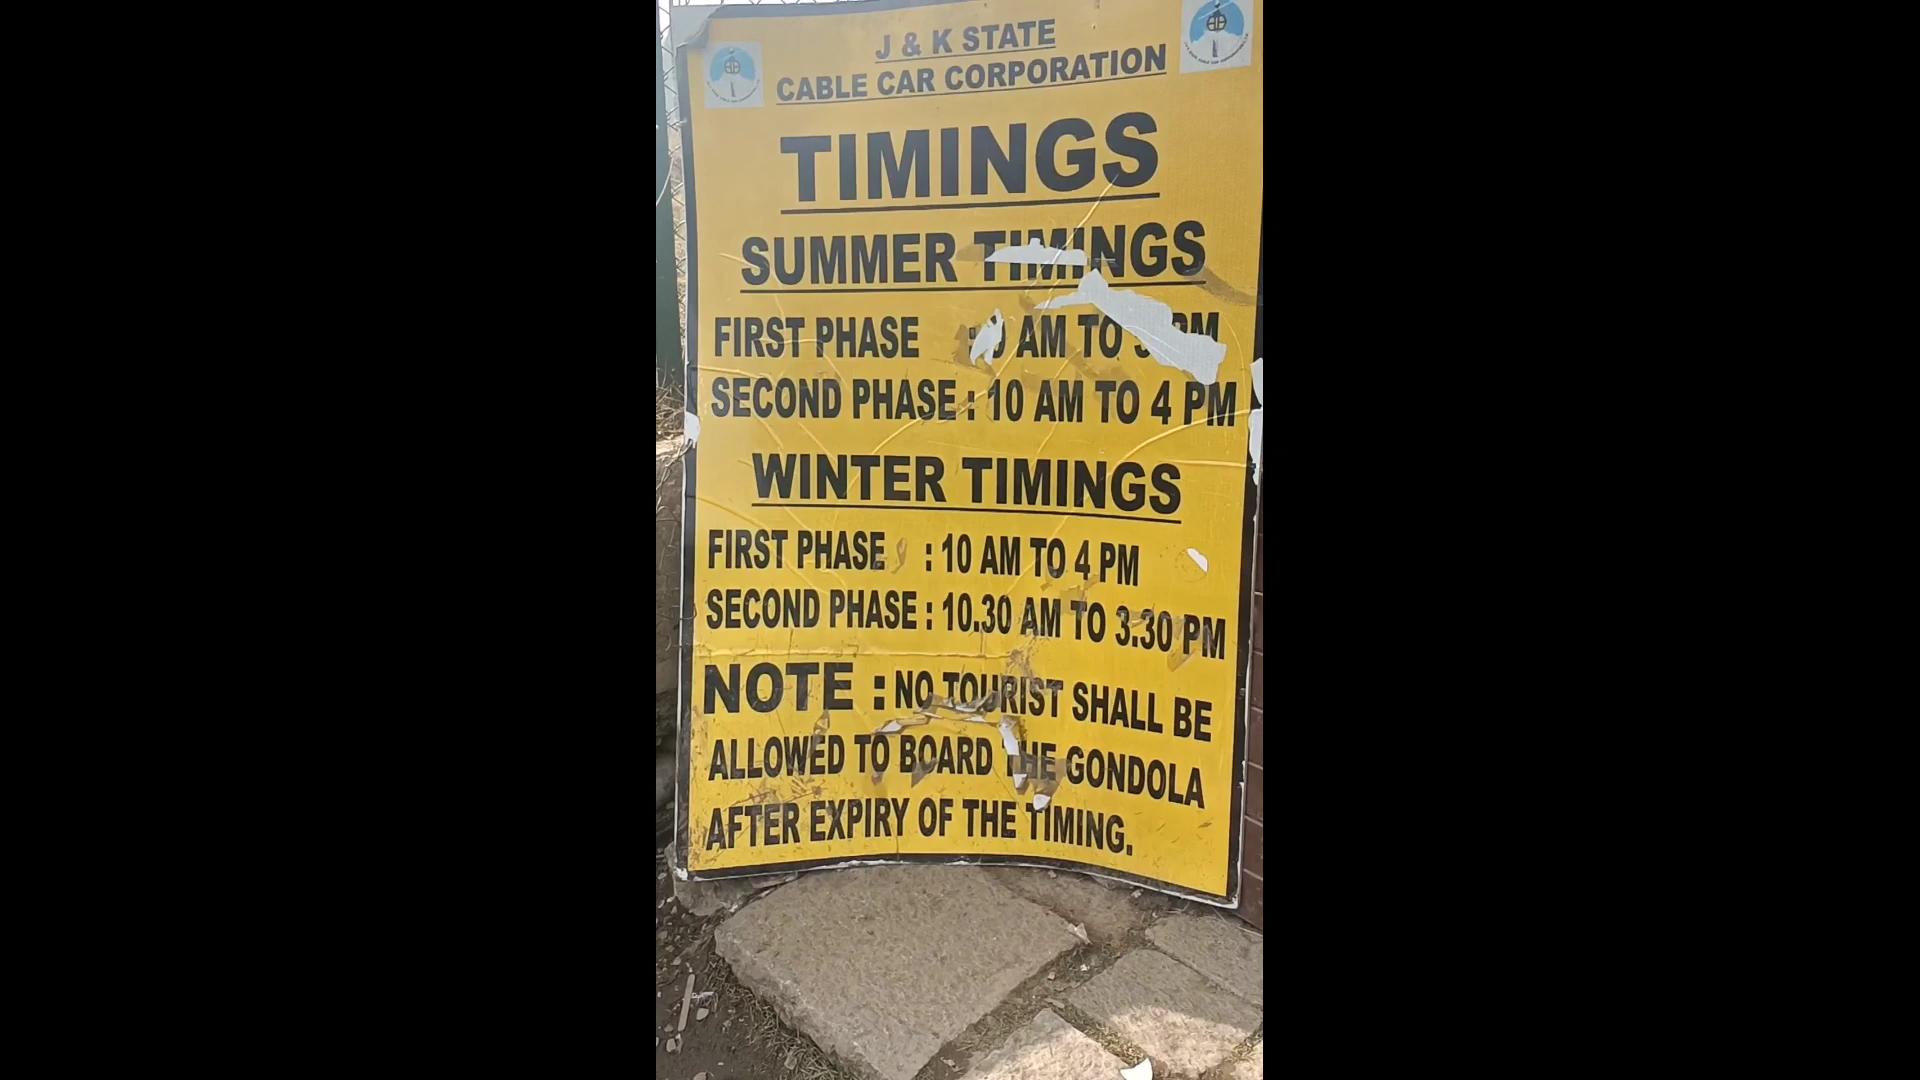 J & K STATE
CABLE CAR CORPORATION
TIMINGS
SUMMER TIMINGS
FIRST PHASE : AM TO PM
SECOND PHASE : 10 AM TO 4 PM
WINTER TIMINGS
FIRST PHASE : 10 AM TO 4 PM
SECOND PHASE : 10.30 AM TO 3.30 PM
NOTE : NO TOURIST SHALL BE
ALLOWED TO BOARD THE GONDOLA
AFTER EXPIRY OF THE TIMING.